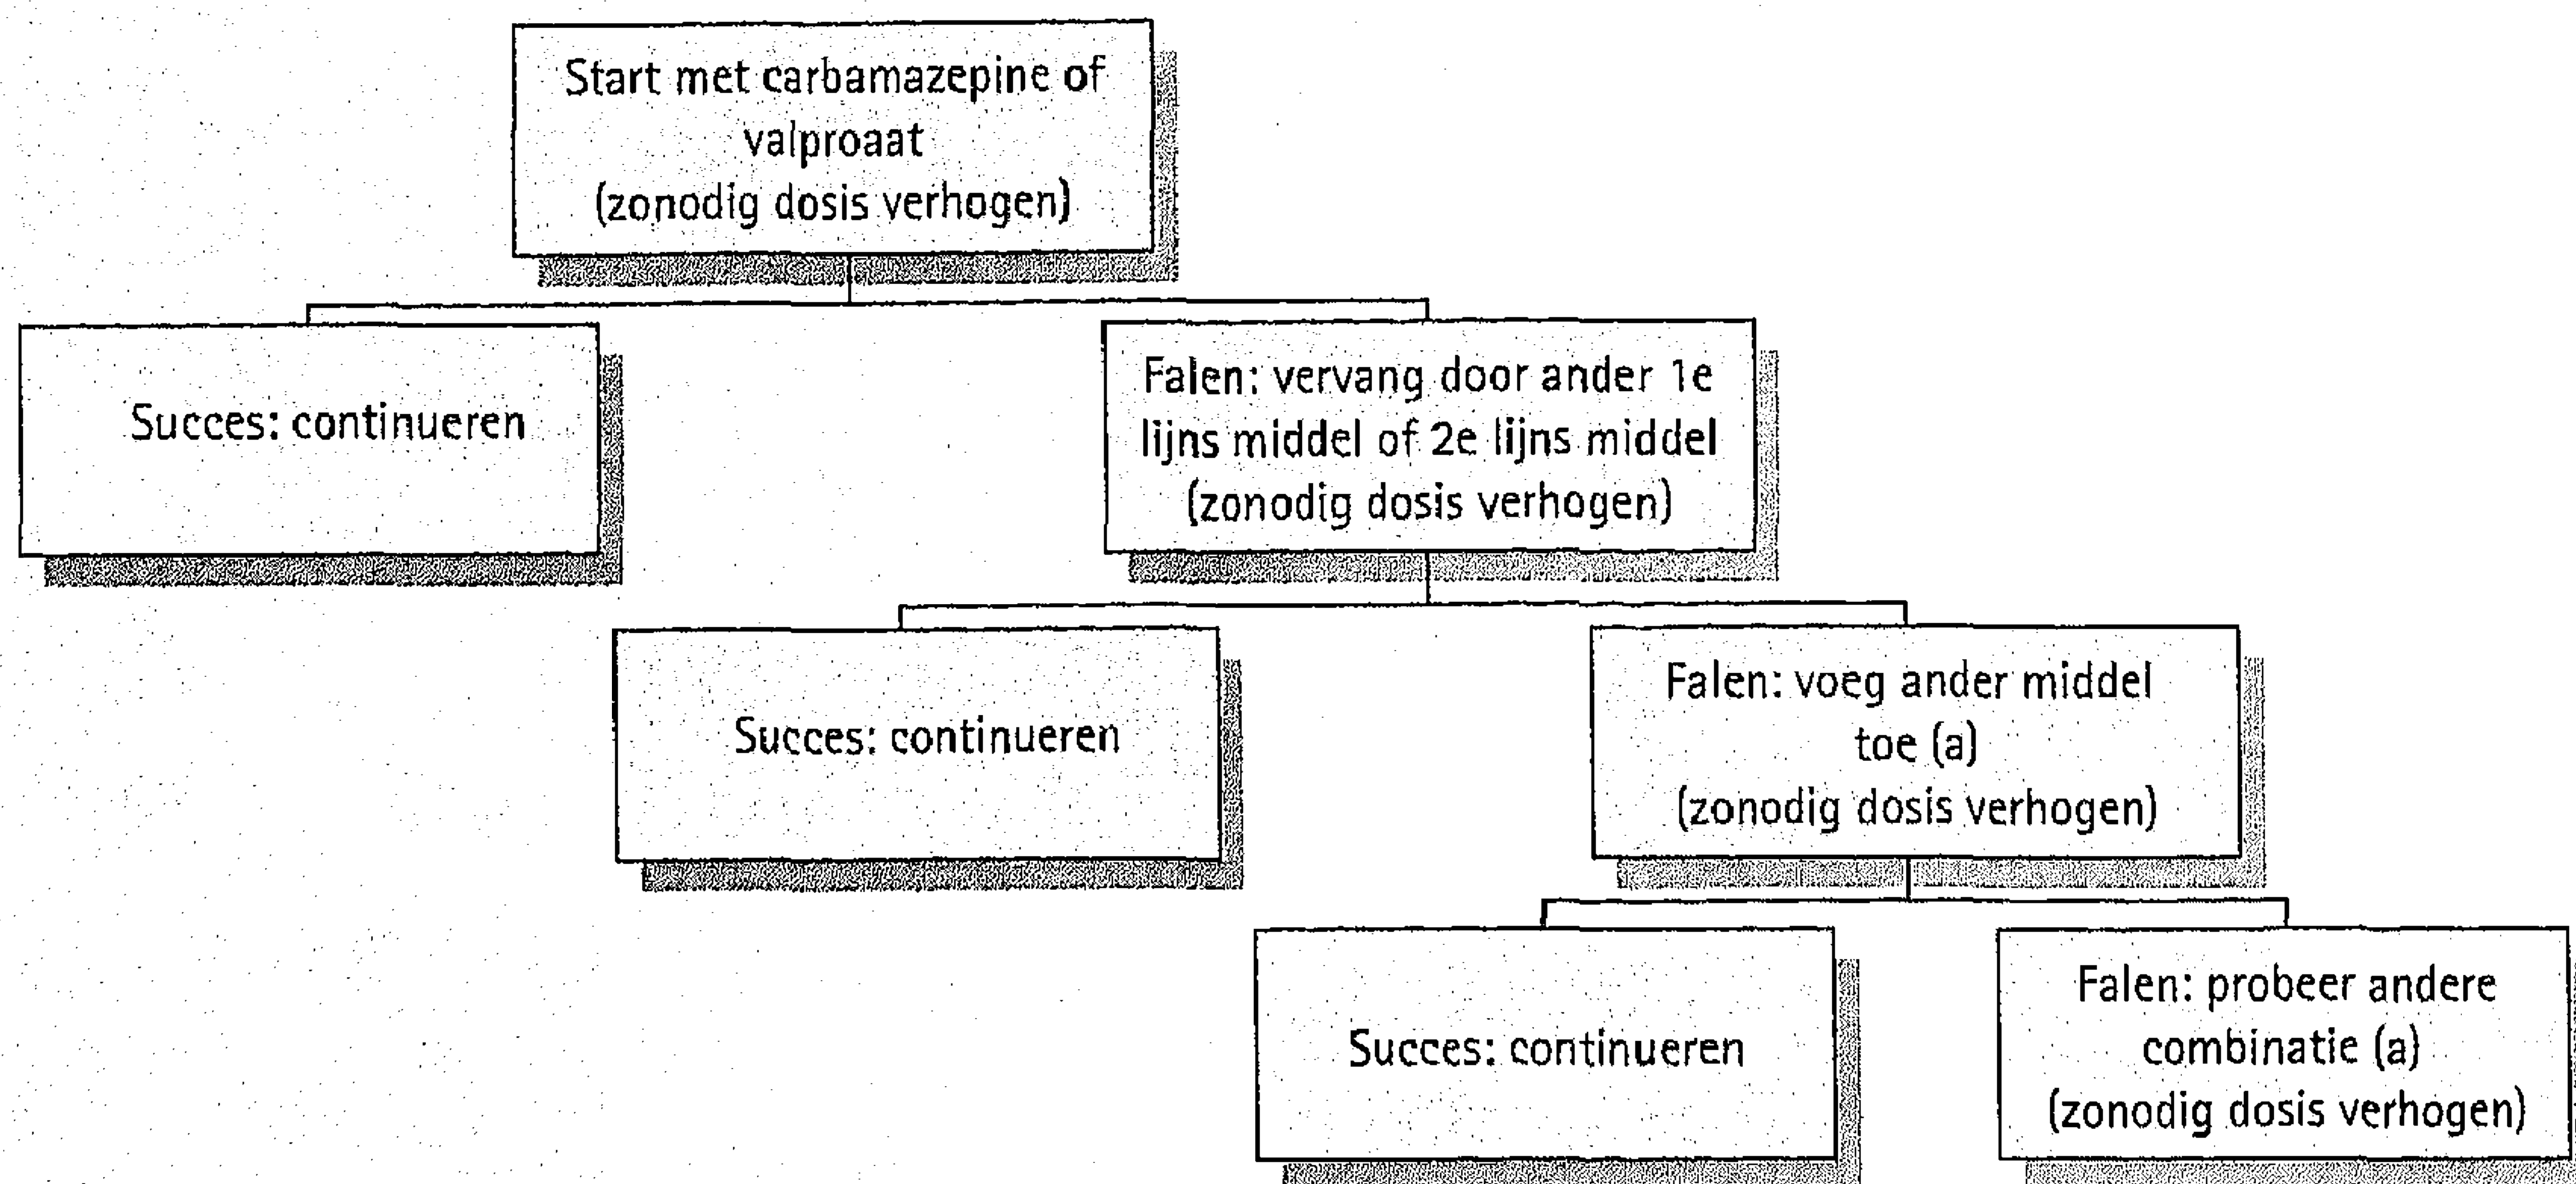 Start met carbamazepine of
valproaat
(zonodig dosis verhogen)
Succes: continueren
Falen: vervang door ander 1e
lijns middel of 2e lijns middel
(zonodig dosis verhogen)
Succes: continueren
Falen: voeg ander middel
toe (a)
(zonodig dosis verhogen)
Succes: continueren
Falen: probeer andere
combinatie (a)
(zonodig dosis verhogen)